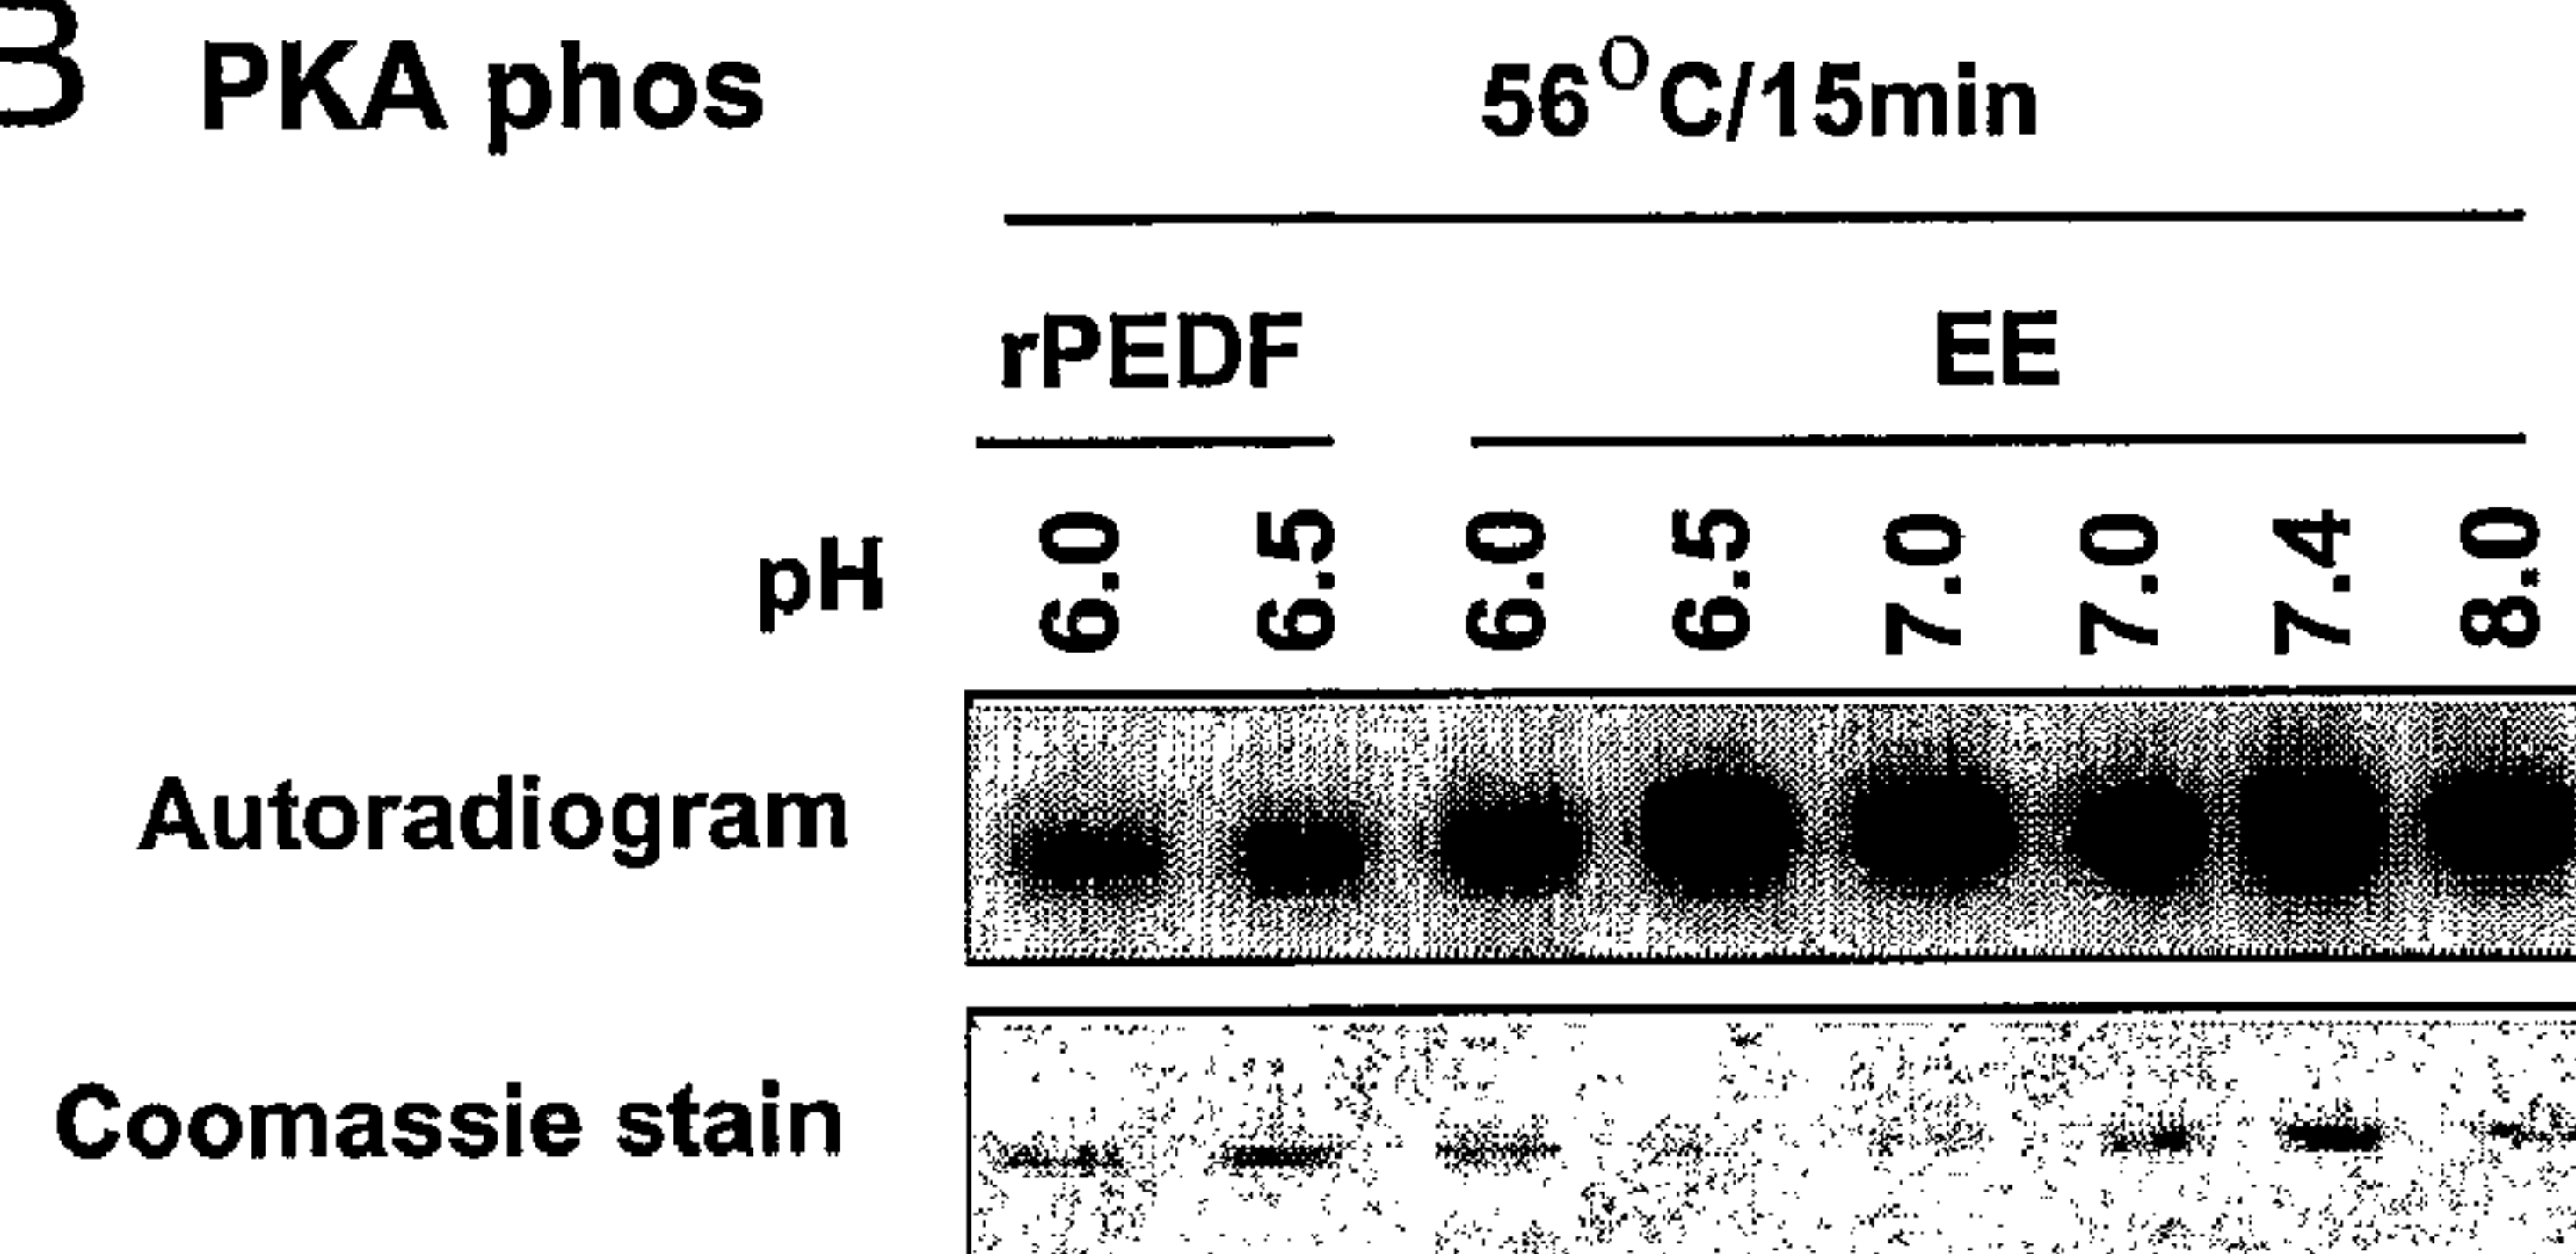 B PKA phos 56°C/15min
rPEDF EE
pH 6.0 6.5 6.0 6.5 7.0 7.0 7.4 8.0
Autoradiogram
Coomassie stain